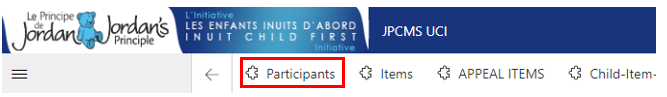 Le Principe
de
Jordan
Jordan's
Principle
L'Initiative
LES ENFANTS INUITS D'ABORD
INUIT CHILD FIRST
Initiative
JPCMS UCI
Participants
Items
APPEAL ITEMS
Child-Item-